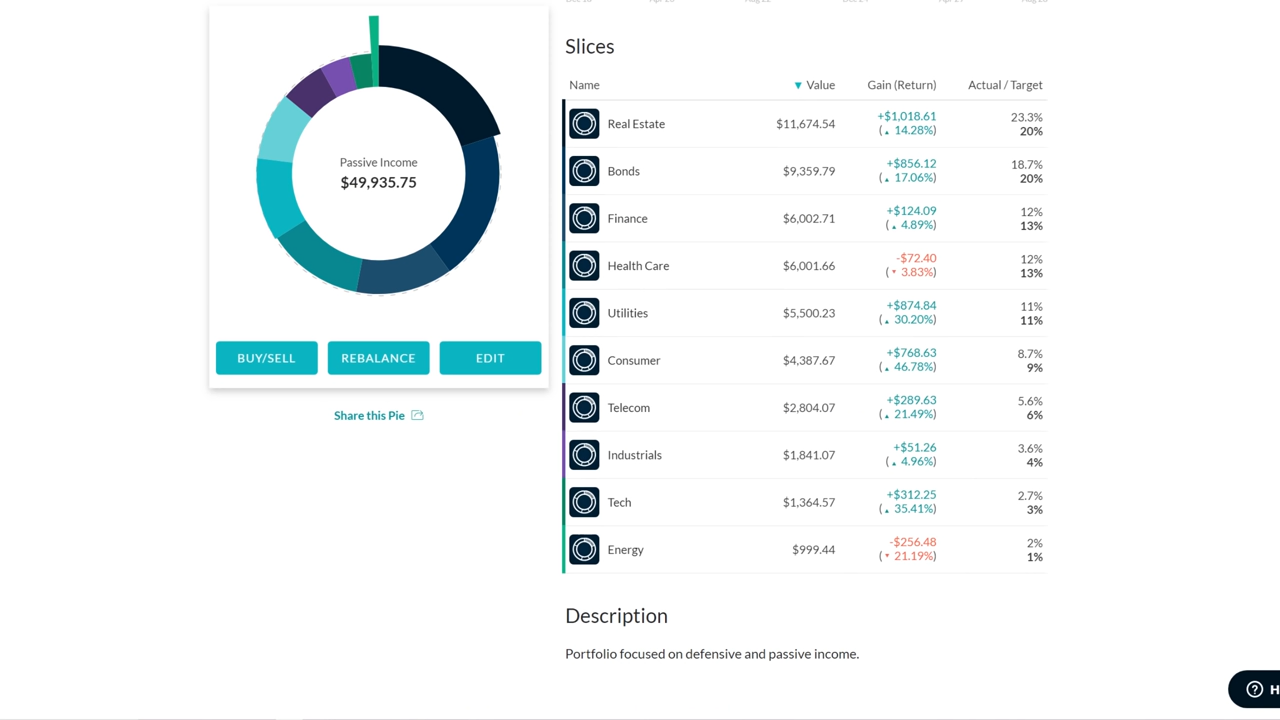 Slices
Name ▼ Value Gain (Return) Actual / Target
Real Estate $11,674.54 +$1,018.61 (▲ 14.28%) 23.3% 20%
Bonds $9,359.79 +$856.12 (▲ 17.06%) 18.7% 20%
Finance $6,002.71 +$124.09 (▲ 4.89%) 12% 13%
Health Care $6,001.66 -$72.40 (▼ 3.83%) 12% 13%
Utilities $5,500.23 +$874.84 (▲ 30.20%) 11% 11%
Consumer $4,387.67 +$768.63 (▲ 46.78%) 8.7% 9%
Telecom $2,804.07 +$289.63 (▲ 21.49%) 5.6% 6%
Industrials $1,841.07 +$51.26 (▲ 4.96%) 3.6% 4%
Tech $1,364.57 +$312.25 (▲ 35.41%) 2.7% 3%
Energy $999.44 -$256.48 (▼ 21.19%) 2% 1%
Passive Income
$49,935.75
BUY/SELL REBALANCE EDIT
Share this Pie
Description
Portfolio focused on defensive and passive income.
? H